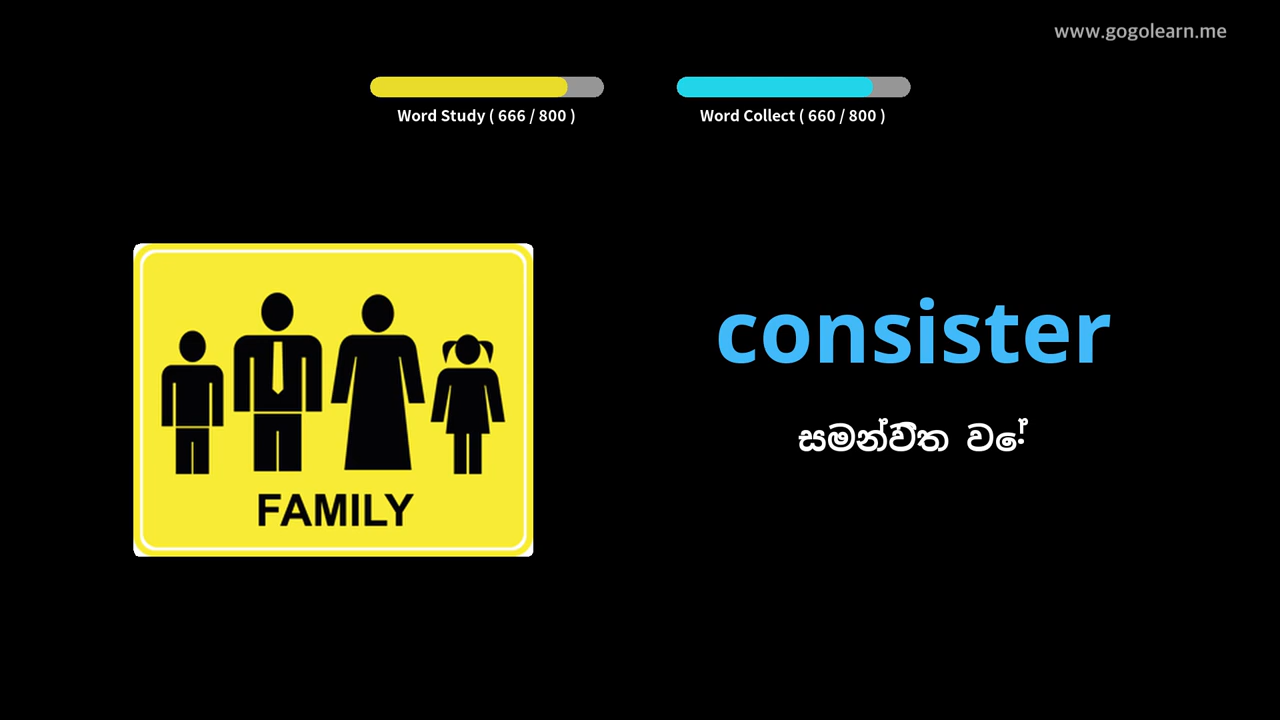 www.gogolearn.me
Word Study ( 666 / 800 )
Word Collect ( 660 / 800 )
FAMILY
consister
සමන්විත වේ.